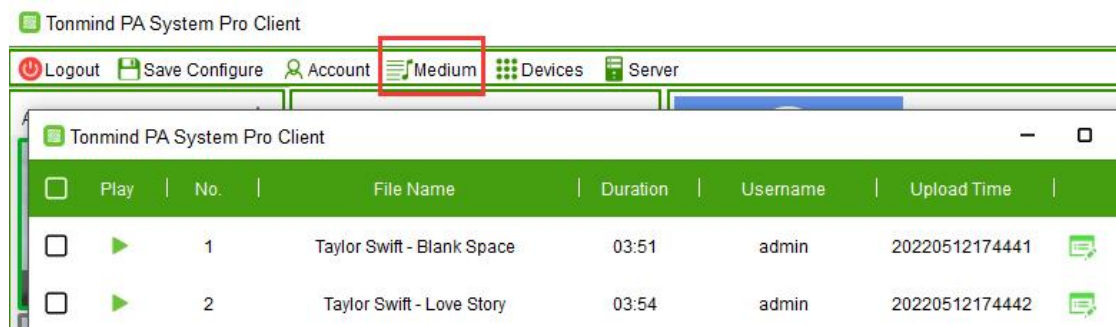 Tonmind PA System Pro Client
Logout Save Configure Account Medium Devices Server
Tonmind PA System Pro Client
Play No. File Name Duration Username Upload Time
1 Taylor Swift - Blank Space 03:51 admin 20220512174441
2 Taylor Swift - Love Story 03:54 admin 20220512174442